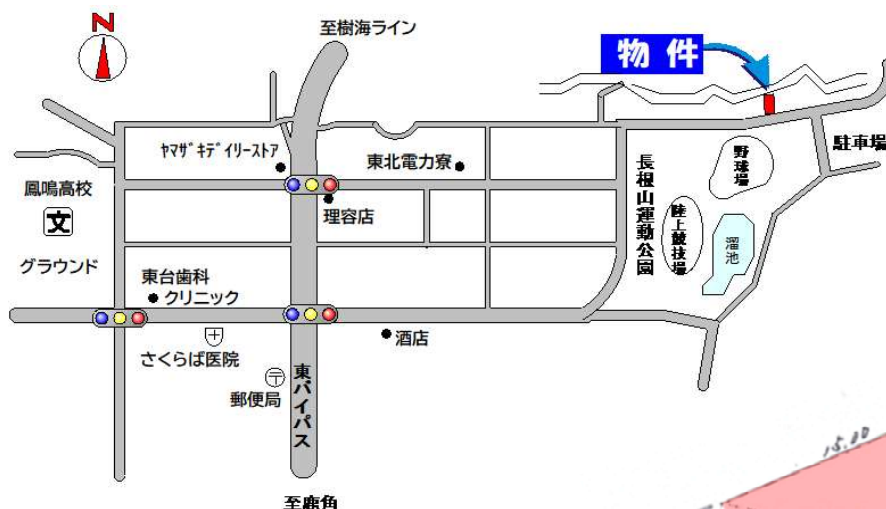 N
至樹海ライン
物件
ヤマザキデイリーストア
東北電力寮
駐車場
野球場
長根山運動公園
鳳鳴高校
文
理容店
陸上競技場
溜池
グラウンド
東台歯科
クリニック
酒店
さくらば医院
〒
郵便局
東バイパス
15.00
至鹿角